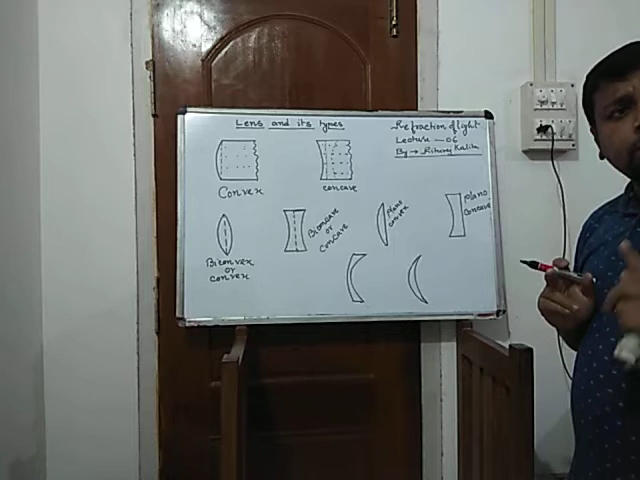 Lens and its types
Refraction of light
Lecture - 06
By → Rituraj Kalita
Convex
concave
Biconvex
or
convex
Biconcave
or
Concave
plano
convex
plano
concave